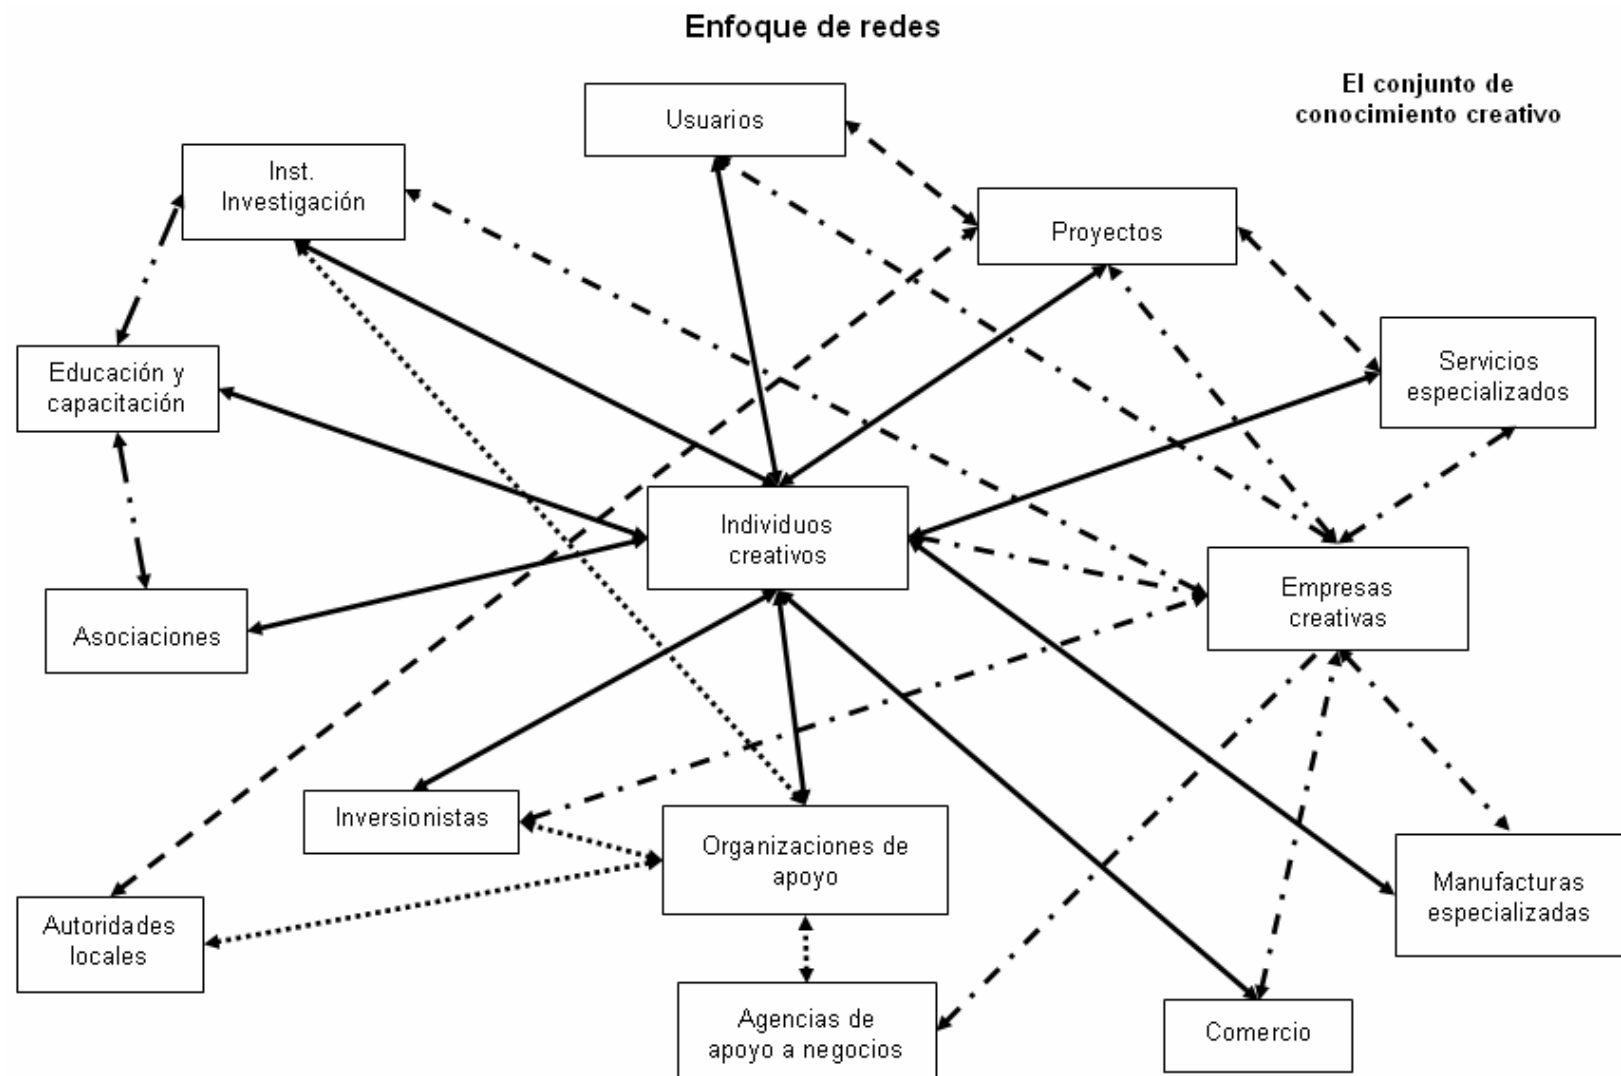 Enfoque de redes
El conjunto de
conocimiento creativo
Usuarios
Inst.
Investigación
Proyectos
Servicios
especializados
Educación y
capacitación
Individuos
creativos
Empresas
creativas
Asociaciones
Inversionistas
Organizaciones de
apoyo
Manufacturas
especializadas
Autoridades
locales
Agencias de
apoyo a negocios
Comercio